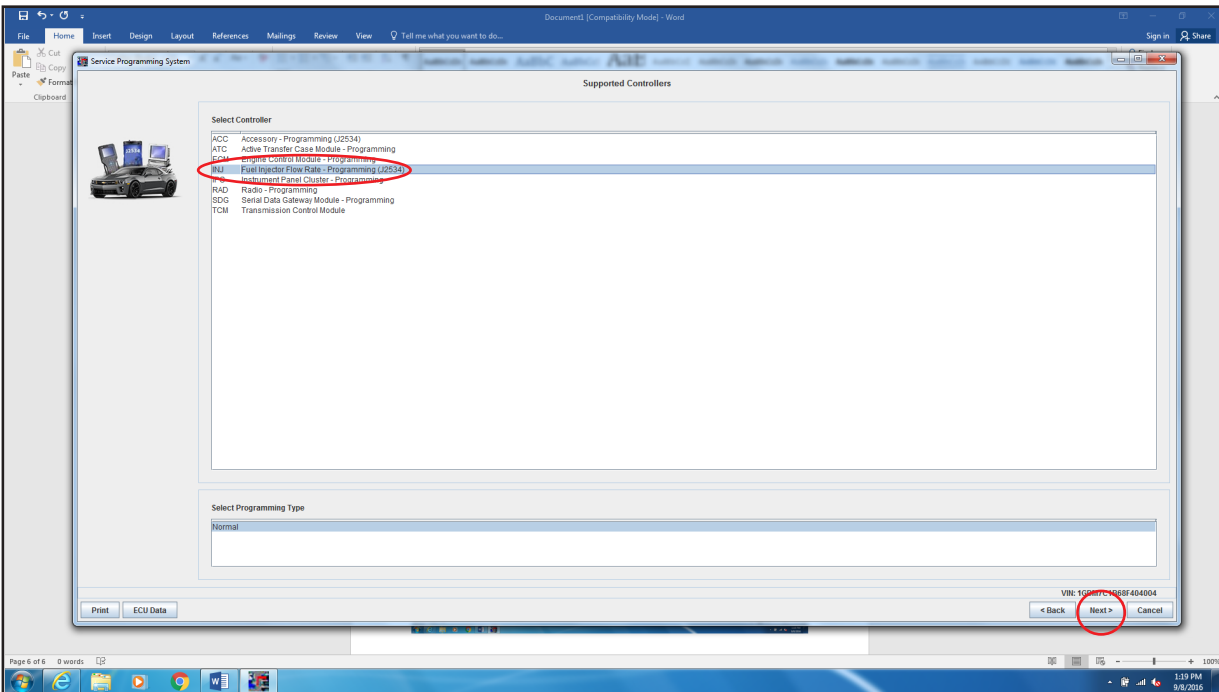 Document1 [Compatibility Mode] - Word
File Home Insert Design Layout References Mailings Review View Tell me what you want to do... Sign in Share
Cut
Copy
Paste
Format
Clipboard
Service Programming System
Supported Controllers
Select Controller
ACC Accessory - Programming (J2534)
ATC Active Transfer Case Module - Programming
ECM Engine Control Module - Programming
INJ Fuel Injector Flow Rate - Programming (J2534)
IPC Instrument Panel Cluster - Programming
RAD Radio - Programming
SDG Serial Data Gateway Module - Programming
TCM Transmission Control Module
J2534
Select Programming Type
Normal
Print ECU Data
< Back Next > Cancel
Page 6 of 6 0 words
100%
1:19 PM
9/8/2016